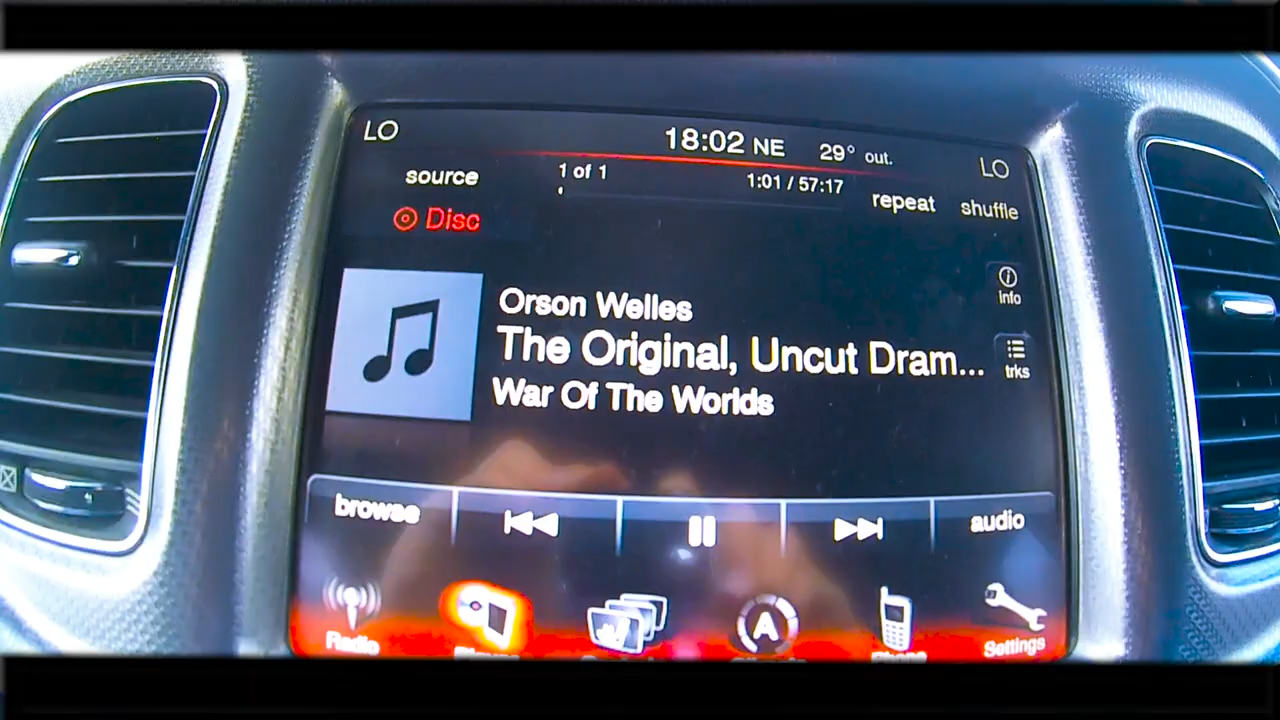 LO 18:02 NE 29° out. LO
source 1 of 1 1:01 / 57:17 repeat shuffle
Disc
info
Orson Welles
The Original, Uncut Dram...
trks
War Of The Worlds
browse audio
Radio Settings